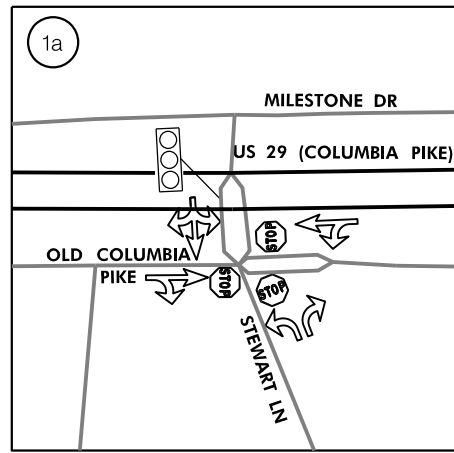 1a
MILESTONE DR
US 29 (COLUMBIA PIKE)
STOP
OLD COLUMBIA
PIKE
STOP
STOP
STEWART LN